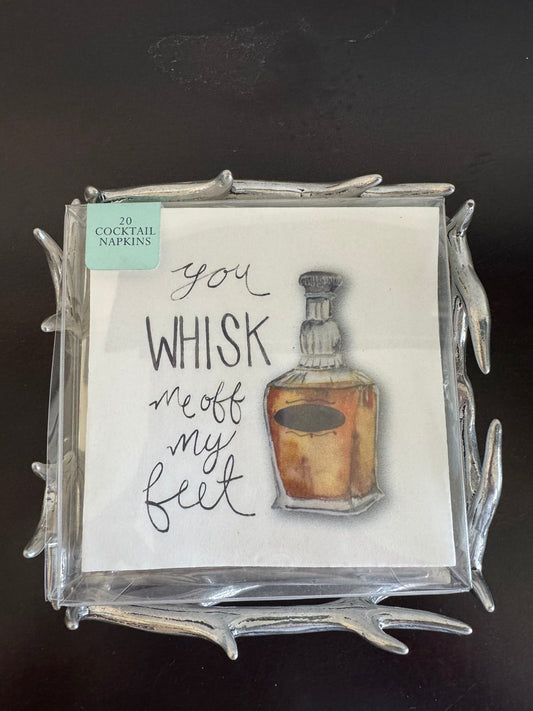 20
COCKTAIL
NAPKINS
you
WHISK
me off
my
feet